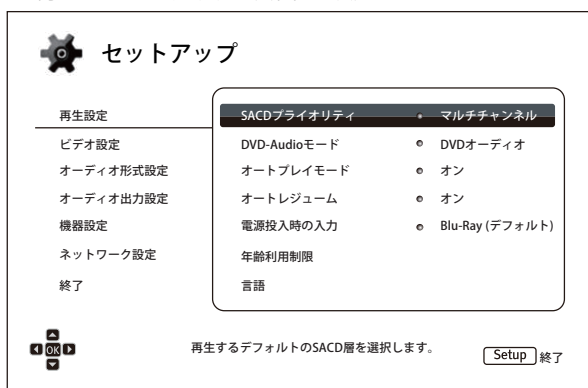 セットアップ
再生設定
ビデオ設定
オーディオ形式設定
オーディオ出力設定
機器設定
ネットワーク設定
終了
SACDプライオリティ マルチチャンネル
DVD-Audioモード DVDオーディオ
オートプレイモード オン
オートレジューム オン
電源投入時の入力 Blu-Ray (デフォルト)
年齢利用制限
言語
OK
再生するデフォルトのSACD層を選択します。
Setup 終了